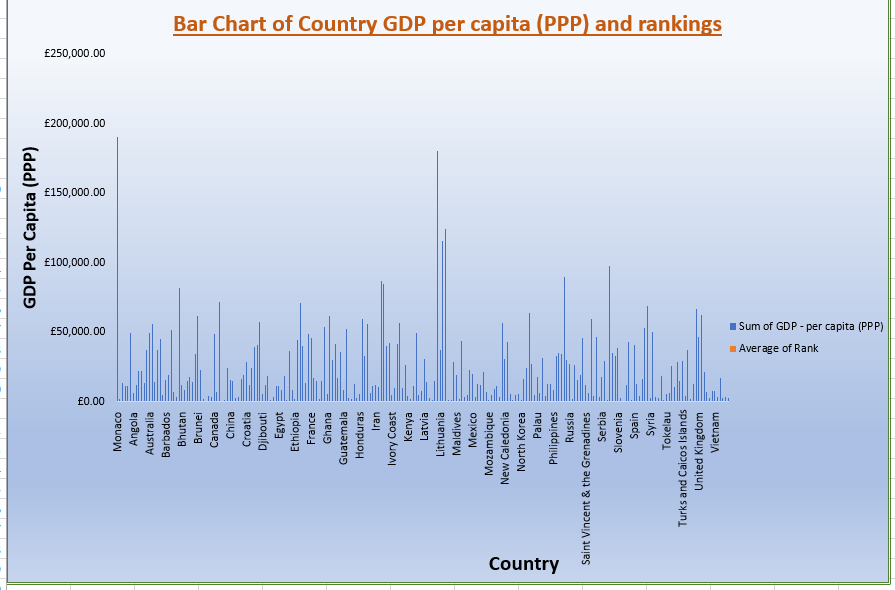 Bar Chart of Country GDP per capita (PPP) and rankings
£250,000.00
£200,000.00
£150,000.00
£100,000.00
£50,000.00
£0.00
GDP Per Capita (PPP)
Monaco
Angola
Australia
Barbados
Bhutan
Brunei
Canada
China
Croatia
Djibouti
Egypt
Ethiopia
France
Ghana
Guatemala
Honduras
Iran
Ivory Coast
Kenya
Latvia
Lithuania
Maldives
Mexico
Mozambique
New Caledonia
North Korea
Palau
Philippines
Russia
Saint Vincent & the Grenadines
Serbia
Slovenia
Spain
Syria
Tokelau
Turks and Caicos Islands
United Kingdom
Vietnam
Country
Sum of GDP - per capita (PPP)
Average of Rank